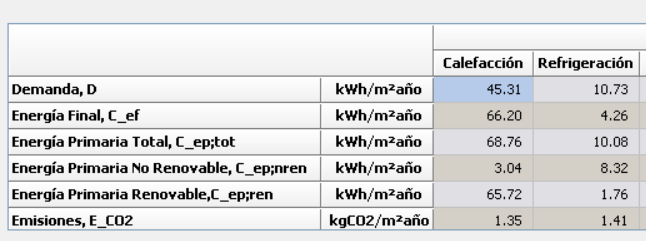 Calefacción Refrigeración
Demanda, D kWh/m²año 45.31 10.73
Energía Final, C_ef kWh/m²año 66.20 4.26
Energía Primaria Total, C_ep;tot kWh/m²año 68.76 10.08
Energía Primaria No Renovable, C_ep;nren kWh/m²año 3.04 8.32
Energía Primaria Renovable,C_ep;ren kWh/m²año 65.72 1.76
Emisiones, E_CO2 kgCO2/m²año 1.35 1.41